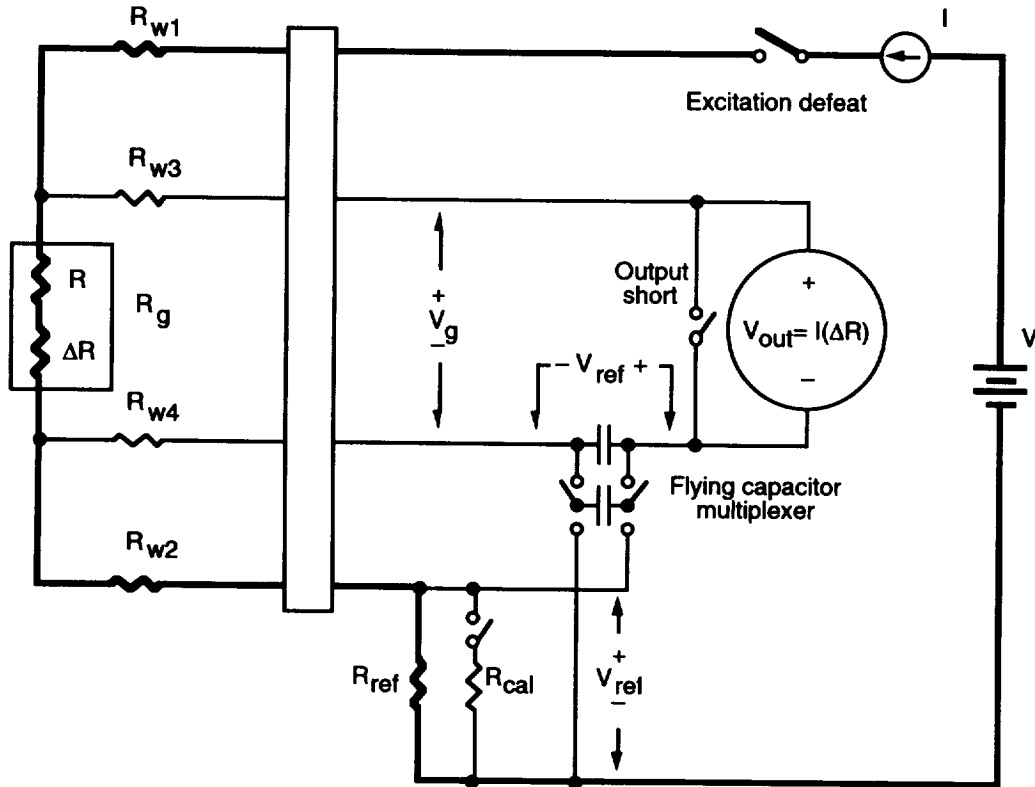 R_w1
I
Excitation defeat
R_w3
Output
short
+
V_g
–
R
R_g
ΔR
+
V_out = I(ΔR)
–
V
– V_ref +
R_w4
Flying capacitor
multiplexer
R_w2
R_ref
R_cal
+
V_ref
–